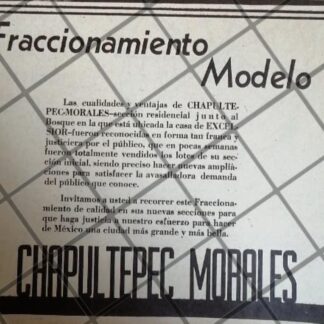 Fraccionamiento
Modelo
Las cualidades y ventajas de CHAPULTE-
PEC-MORALES—sección residencial junto al
Bosque en la que está ubicada la casa de EXCEL-
SIOR—fueron reconocida en forma tan franca y
justiciera por el público, que en pocas semanas
fueron totalmente vendidos los lotes de su sec-
ción inicial, siendo preciso hacer nuevas amplia-
ciones para satisfacer la avasalladora demanda
del público que conoce.
Invitamos a usted a recorrer este Fracciona-
miento de calidad en sus nuevas secciones para
que haga justicia a nuestro esfuerzo para hacer
de México una ciudad más grande y más bella.
CHAPULTEPEC MORALES